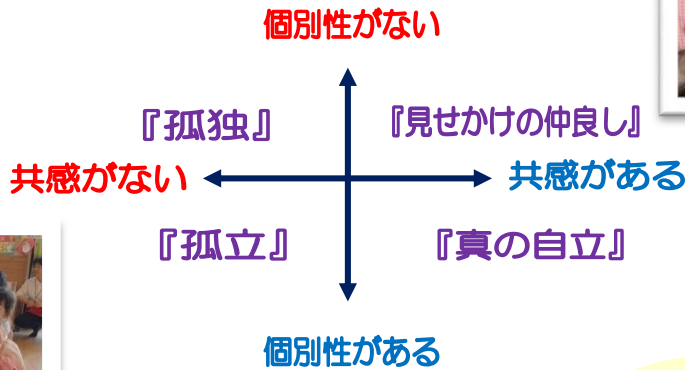 個別性がない
『孤独』 『見せかけの仲良し』
共感がない 共感がある
『孤立』 『真の自立』
個別性がある